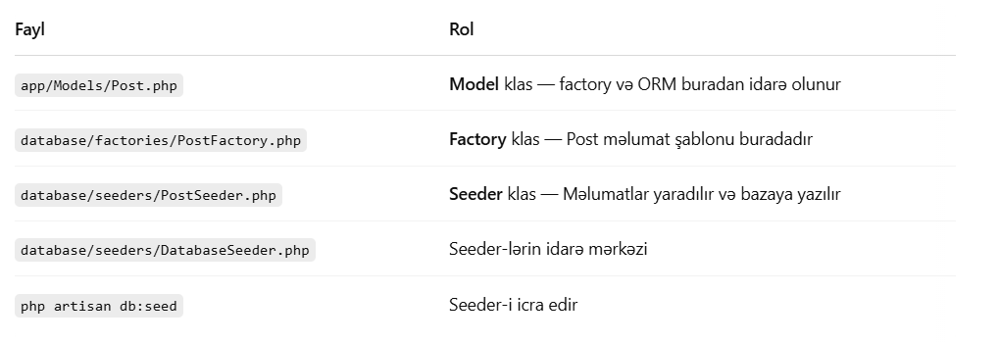 Fayl Rol
app/Models/Post.php Model klas — factory və ORM buradan idarə olunur
database/factories/PostFactory.php Factory klas — Post məlumat şablonu buradadır
database/seeders/PostSeeder.php Seeder klas — Məlumatlar yaradılır və bazaya yazılır
database/seeders/DatabaseSeeder.php Seeder-lərin idarə mərkəzi
php artisan db:seed Seeder-i icra edir